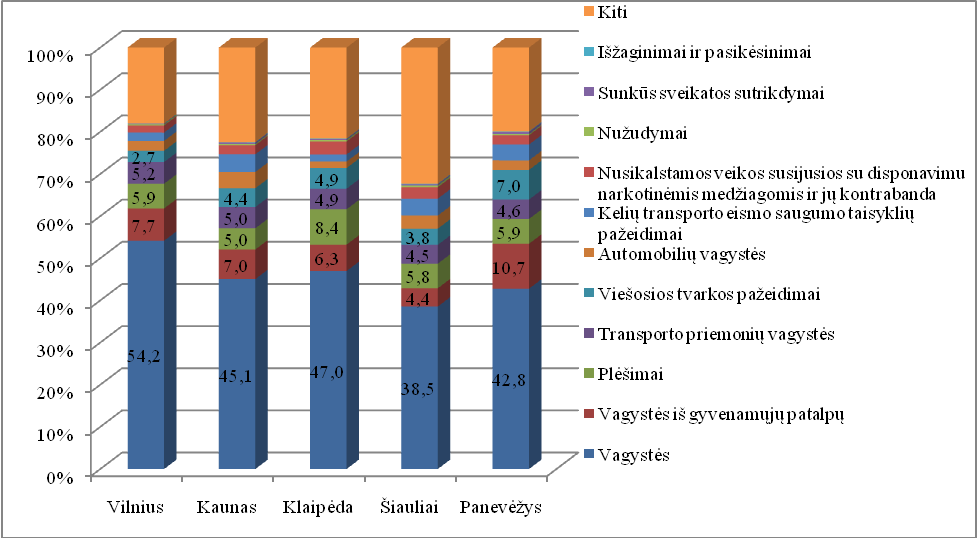 Kiti
Išžaginimai ir pasikėsinimai
Sunkūs sveikatos sutrikdymai
Nužudymai
Nusikalstamos veikos susijusios su disponavimu
narkotinėmis medžiagomis ir jų kontrabanda
Kelių transporto eismo saugumo taisyklių
pažeidimai
Automobilių vagystės
Viešosios tvarkos pažeidimai
Transporto priemonių vagystės
Plėšimai
Vagystės iš gyvenamųjų patalpų
Vagystės
100%
90%
80%
70%
60%
50%
40%
30%
20%
10%
0%
2,7
5,2
5,9
7,7
54,2
4,4
5,0
5,0
7,0
45,1
4,9
4,9
8,4
6,3
47,0
3,8
4,5
5,8
4,4
38,5
7,0
4,6
5,9
10,7
42,8
Vilnius Kaunas Klaipėda Šiauliai Panevėžys